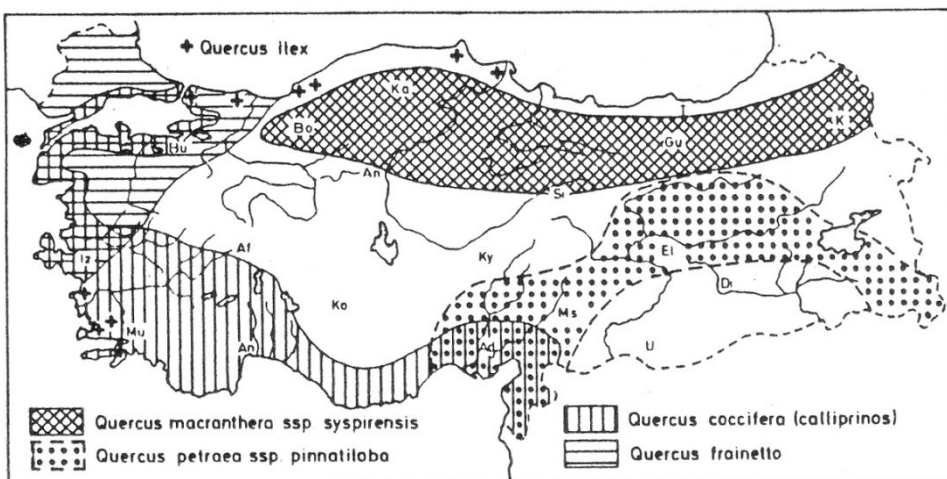 Quercus Ilex
Ka
Bo
K
Bu
Gu
An
Si
Iz
Af
Ky
El
Di
Ko
Ms
Mu
An
Ad
U
Quercus macranthera ssp syspirensis
Quercus coccifera (calliprinos)
Quercus petraea ssp. pinnatiloba
Quercus frainetto